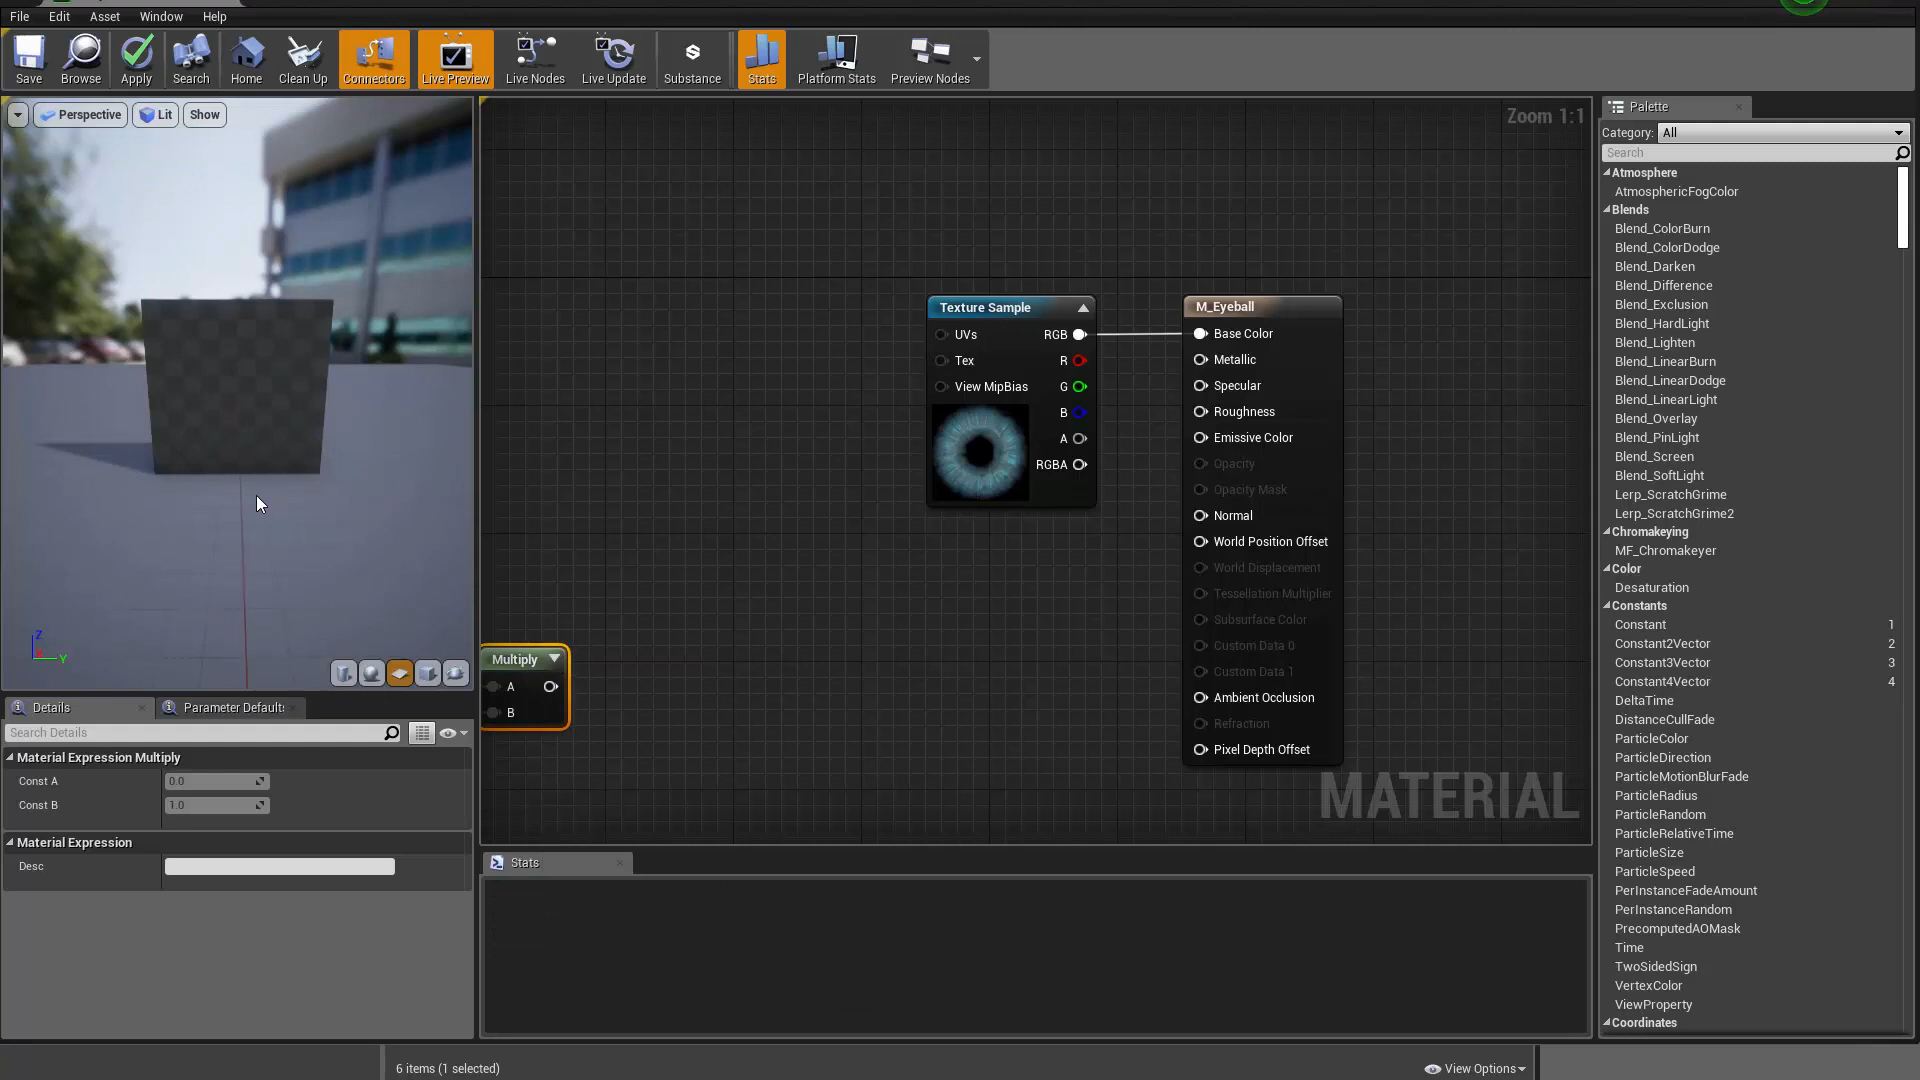 File Edit Asset Window Help
Save Browse Apply Search Home Clean Up Connectors Live Preview Live Nodes Live Update Substance Stats Platform Stats Preview Nodes
Perspective Lit Show
Zoom 1:1
Texture Sample
UVs RGB
Tex R
View MipBias G
B
A
RGBA
M_Eyeball
Base Color
Metallic
Specular
Roughness
Emissive Color
Opacity
Opacity Mask
Normal
World Position Offset
World Displacement
Tessellation Multiplier
Subsurface Color
Custom Data 0
Custom Data 1
Ambient Occlusion
Refraction
Pixel Depth Offset
Multiply
A
B
MATERIAL
Z
X
Y
Details Parameter Defaults
Search Details
Material Expression Multiply
Const A 0.0
Const B 1.0
Material Expression
Desc
Stats
6 items (1 selected)
View Options
Palette
Category: All
Search
Atmosphere
AtmosphericFogColor
Blends
Blend_ColorBurn
Blend_ColorDodge
Blend_Darken
Blend_Difference
Blend_Exclusion
Blend_HardLight
Blend_Lighten
Blend_LinearBurn
Blend_LinearDodge
Blend_LinearLight
Blend_Overlay
Blend_PinLight
Blend_Screen
Blend_SoftLight
Lerp_ScratchGrime
Lerp_ScratchGrime2
Chromakeying
MF_Chromakeyer
Color
Desaturation
Constants
Constant 1
Constant2Vector 2
Constant3Vector 3
Constant4Vector 4
DeltaTime
DistanceCullFade
ParticleColor
ParticleDirection
ParticleMotionBlurFade
ParticleRadius
ParticleRandom
ParticleRelativeTime
ParticleSize
ParticleSpeed
PerInstanceFadeAmount
PerInstanceRandom
PrecomputedAOMask
Time
TwoSidedSign
VertexColor
ViewProperty
Coordinates